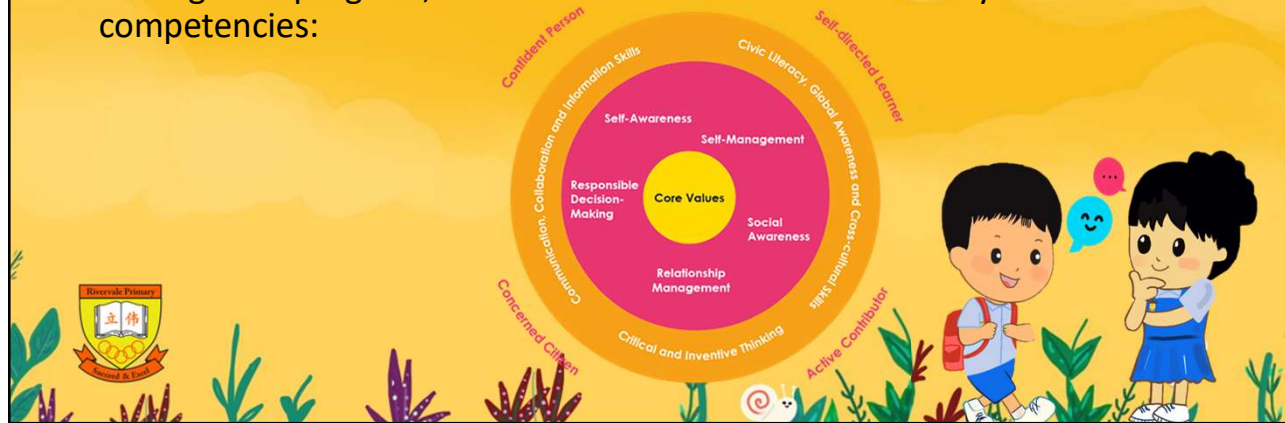 competencies:
Confident Person
Self-directed Learner
Communication, Collaboration and Information Skills
Civic Literacy, Global Awareness and Cross-cultural Skills
Self-Awareness
Self-Management
Responsible
Decision-
Making
Core Values
Social
Awareness
Relationship
Management
Critical and Inventive Thinking
Concerned Citizen
Active Contributor
Rivervale Primary
立 伟
Succeed & Excel